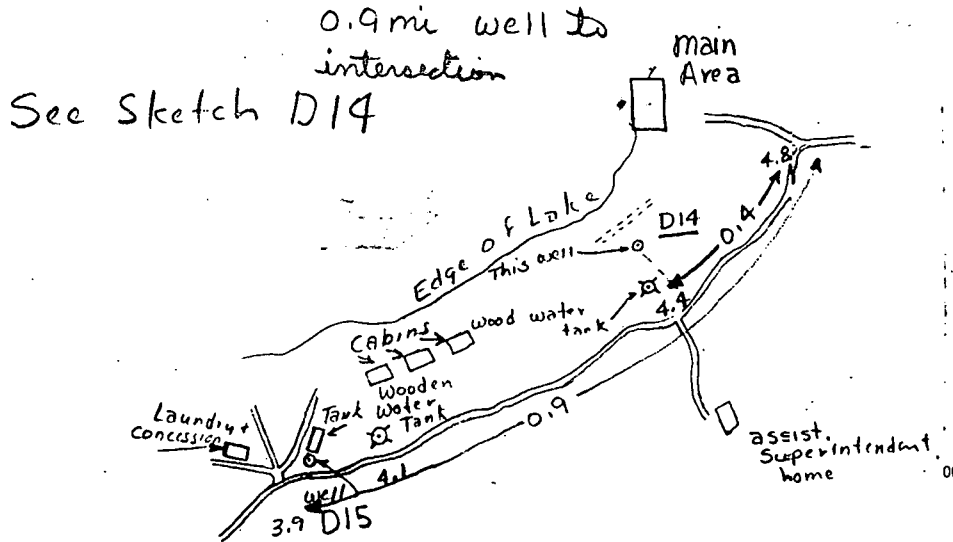 0.9 mi well to
intersection
See Sketch D14
main
Area
4.8
Edge of Lake
D14
0.4
This well
4.4
wood water
tank
Cabins
wooden
Water
Tank
Tank
0.9
Laundry +
concession
assist.
Superintendent
home
4.1
well
3.9 D15